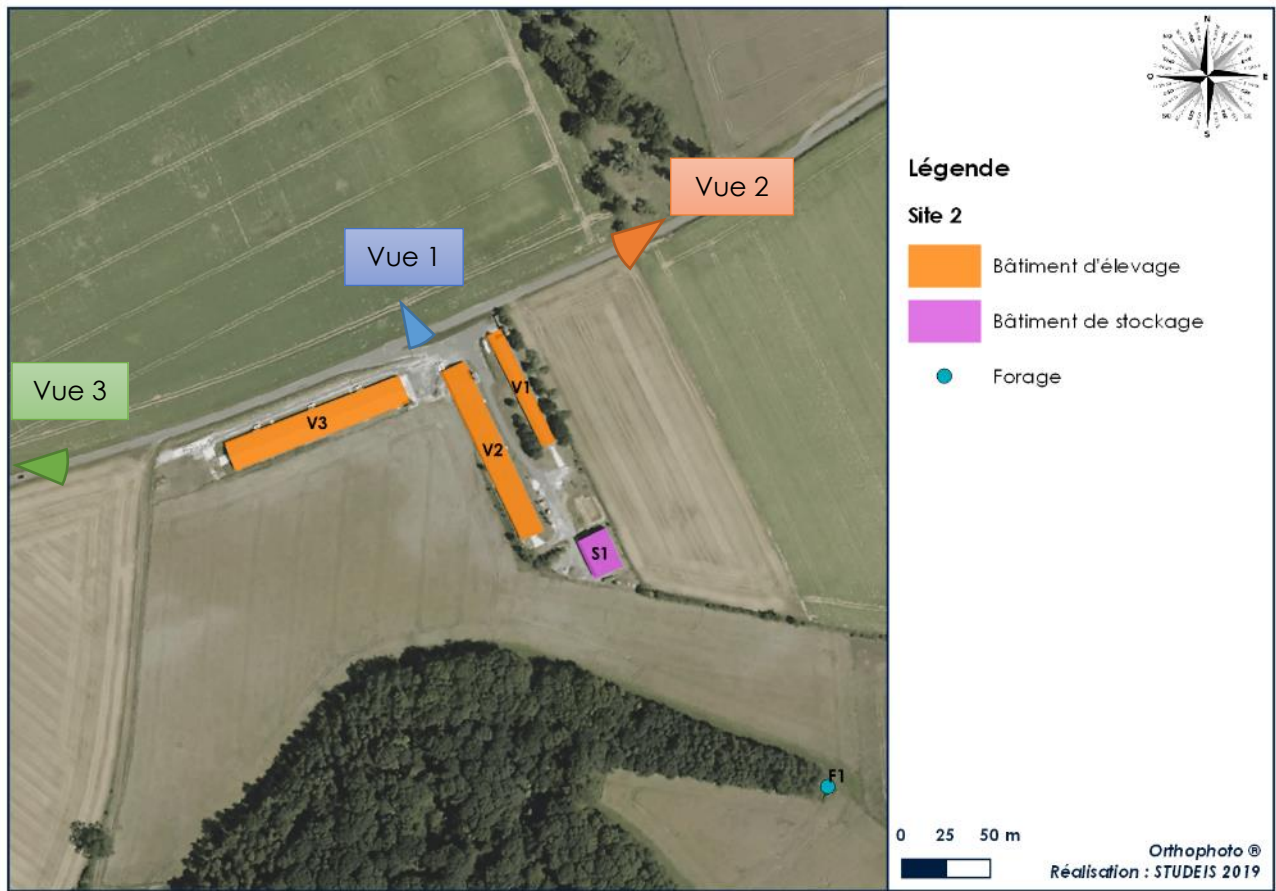 Vue 2
Vue 1
Vue 3
V1
V3
V2
S1
F1
N
E
S
O
Légende
Site 2
Bâtiment d'élevage
Bâtiment de stockage
Forage
0 25 50 m
Orthophoto ®
Réalisation : STUDEIS 2019